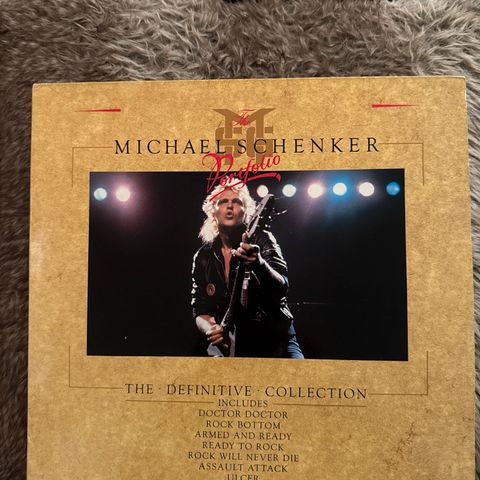 The
MICHAEL SCHENKER
Portfolio
THE · DEFINITIVE · COLLECTION
INCLUDES
DOCTOR DOCTOR
ROCK BOTTOM
ARMED AND READY
READY TO ROCK
ROCK WILL NEVER DIE
ASSAULT ATTACK
ULCER